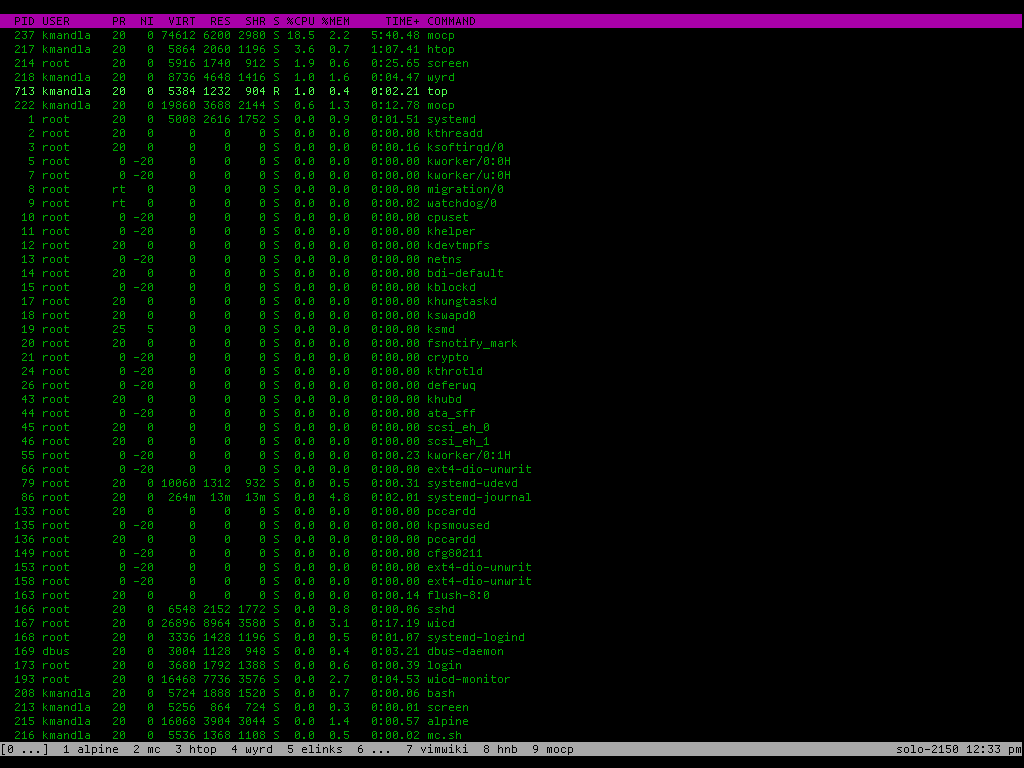 PID USER PR NI VIRT RES SHR S %CPU %MEM TIME+ COMMAND
237 kmandla 20 0 74612 6200 2980 S 18.5 2.2 5:40.48 mocp
217 kmandla 20 0 5864 2060 1196 S 3.6 0.7 1:07.41 htop
214 root 20 0 5916 1740 912 S 1.9 0.6 0:25.65 screen
218 kmandla 20 0 8736 4648 1416 S 1.0 1.6 0:04.47 wyrd
713 kmandla 20 0 5384 1232 904 R 1.0 0.4 0:02.21 top
222 kmandla 20 0 19860 3688 2144 S 0.6 1.3 0:12.78 mocp
1 root 20 0 5008 2616 1752 S 0.0 0.9 0:01.51 systemd
2 root 20 0 0 0 0 S 0.0 0.0 0:00.00 kthreadd
3 root 20 0 0 0 0 S 0.0 0.0 0:00.16 ksoftirqd/0
5 root 0 -20 0 0 0 S 0.0 0.0 0:00.00 kworker/0:0H
7 root 0 -20 0 0 0 S 0.0 0.0 0:00.00 kworker/u:0H
8 root rt 0 0 0 0 S 0.0 0.0 0:00.00 migration/0
9 root rt 0 0 0 0 S 0.0 0.0 0:00.02 watchdog/0
10 root 0 -20 0 0 0 S 0.0 0.0 0:00.00 cpuset
11 root 0 -20 0 0 0 S 0.0 0.0 0:00.00 khelper
12 root 20 0 0 0 0 S 0.0 0.0 0:00.00 kdevtmpfs
13 root 0 -20 0 0 0 S 0.0 0.0 0:00.00 netns
14 root 20 0 0 0 0 S 0.0 0.0 0:00.00 bdi-default
15 root 0 -20 0 0 0 S 0.0 0.0 0:00.00 kblockd
17 root 20 0 0 0 0 S 0.0 0.0 0:00.00 khungtaskd
18 root 20 0 0 0 0 S 0.0 0.0 0:00.00 kswapd0
19 root 25 5 0 0 0 S 0.0 0.0 0:00.00 ksmd
20 root 20 0 0 0 0 S 0.0 0.0 0:00.00 fsnotify_mark
21 root 0 -20 0 0 0 S 0.0 0.0 0:00.00 crypto
24 root 0 -20 0 0 0 S 0.0 0.0 0:00.00 kthrotld
26 root 0 -20 0 0 0 S 0.0 0.0 0:00.00 deferwq
43 root 20 0 0 0 0 S 0.0 0.0 0:00.00 khubd
44 root 0 -20 0 0 0 S 0.0 0.0 0:00.00 ata_sff
45 root 20 0 0 0 0 S 0.0 0.0 0:00.00 scsi_eh_0
46 root 20 0 0 0 0 S 0.0 0.0 0:00.00 scsi_eh_1
55 root 0 -20 0 0 0 S 0.0 0.0 0:00.23 kworker/0:1H
66 root 0 -20 0 0 0 S 0.0 0.0 0:00.00 ext4-dio-unwrit
79 root 20 0 10060 1312 932 S 0.0 0.5 0:00.31 systemd-udevd
86 root 20 0 264m 13m 13m S 0.0 4.8 0:02.01 systemd-journal
133 root 20 0 0 0 0 S 0.0 0.0 0:00.00 pccardd
135 root 0 -20 0 0 0 S 0.0 0.0 0:00.00 kpsmoused
136 root 20 0 0 0 0 S 0.0 0.0 0:00.00 pccardd
149 root 0 -20 0 0 0 S 0.0 0.0 0:00.00 cfg80211
153 root 0 -20 0 0 0 S 0.0 0.0 0:00.00 ext4-dio-unwrit
158 root 0 -20 0 0 0 S 0.0 0.0 0:00.00 ext4-dio-unwrit
163 root 20 0 0 0 0 S 0.0 0.0 0:00.14 flush-8:0
166 root 20 0 6548 2152 1772 S 0.0 0.8 0:00.06 sshd
167 root 20 0 26896 8964 3580 S 0.0 3.1 0:17.19 wicd
168 root 20 0 3336 1428 1196 S 0.0 0.5 0:01.07 systemd-logind
169 dbus 20 0 3004 1128 948 S 0.0 0.4 0:03.21 dbus-daemon
173 root 20 0 3680 1792 1388 S 0.0 0.6 0:00.39 login
193 root 20 0 16468 7736 3576 S 0.0 2.7 0:04.53 wicd-monitor
208 kmandla 20 0 5724 1888 1520 S 0.0 0.7 0:00.06 bash
213 kmandla 20 0 5256 864 724 S 0.0 0.3 0:00.01 screen
215 kmandla 20 0 16068 3904 3044 S 0.0 1.4 0:00.57 alpine
216 kmandla 20 0 5536 1368 1108 S 0.0 0.5 0:00.02 mc.sh
[0 ...] 1 alpine 2 mc 3 htop 4 wyrd 5 elinks 6 ... 7 vimwiki 8 hnb 9 mocp solo-2150 12:33 pm